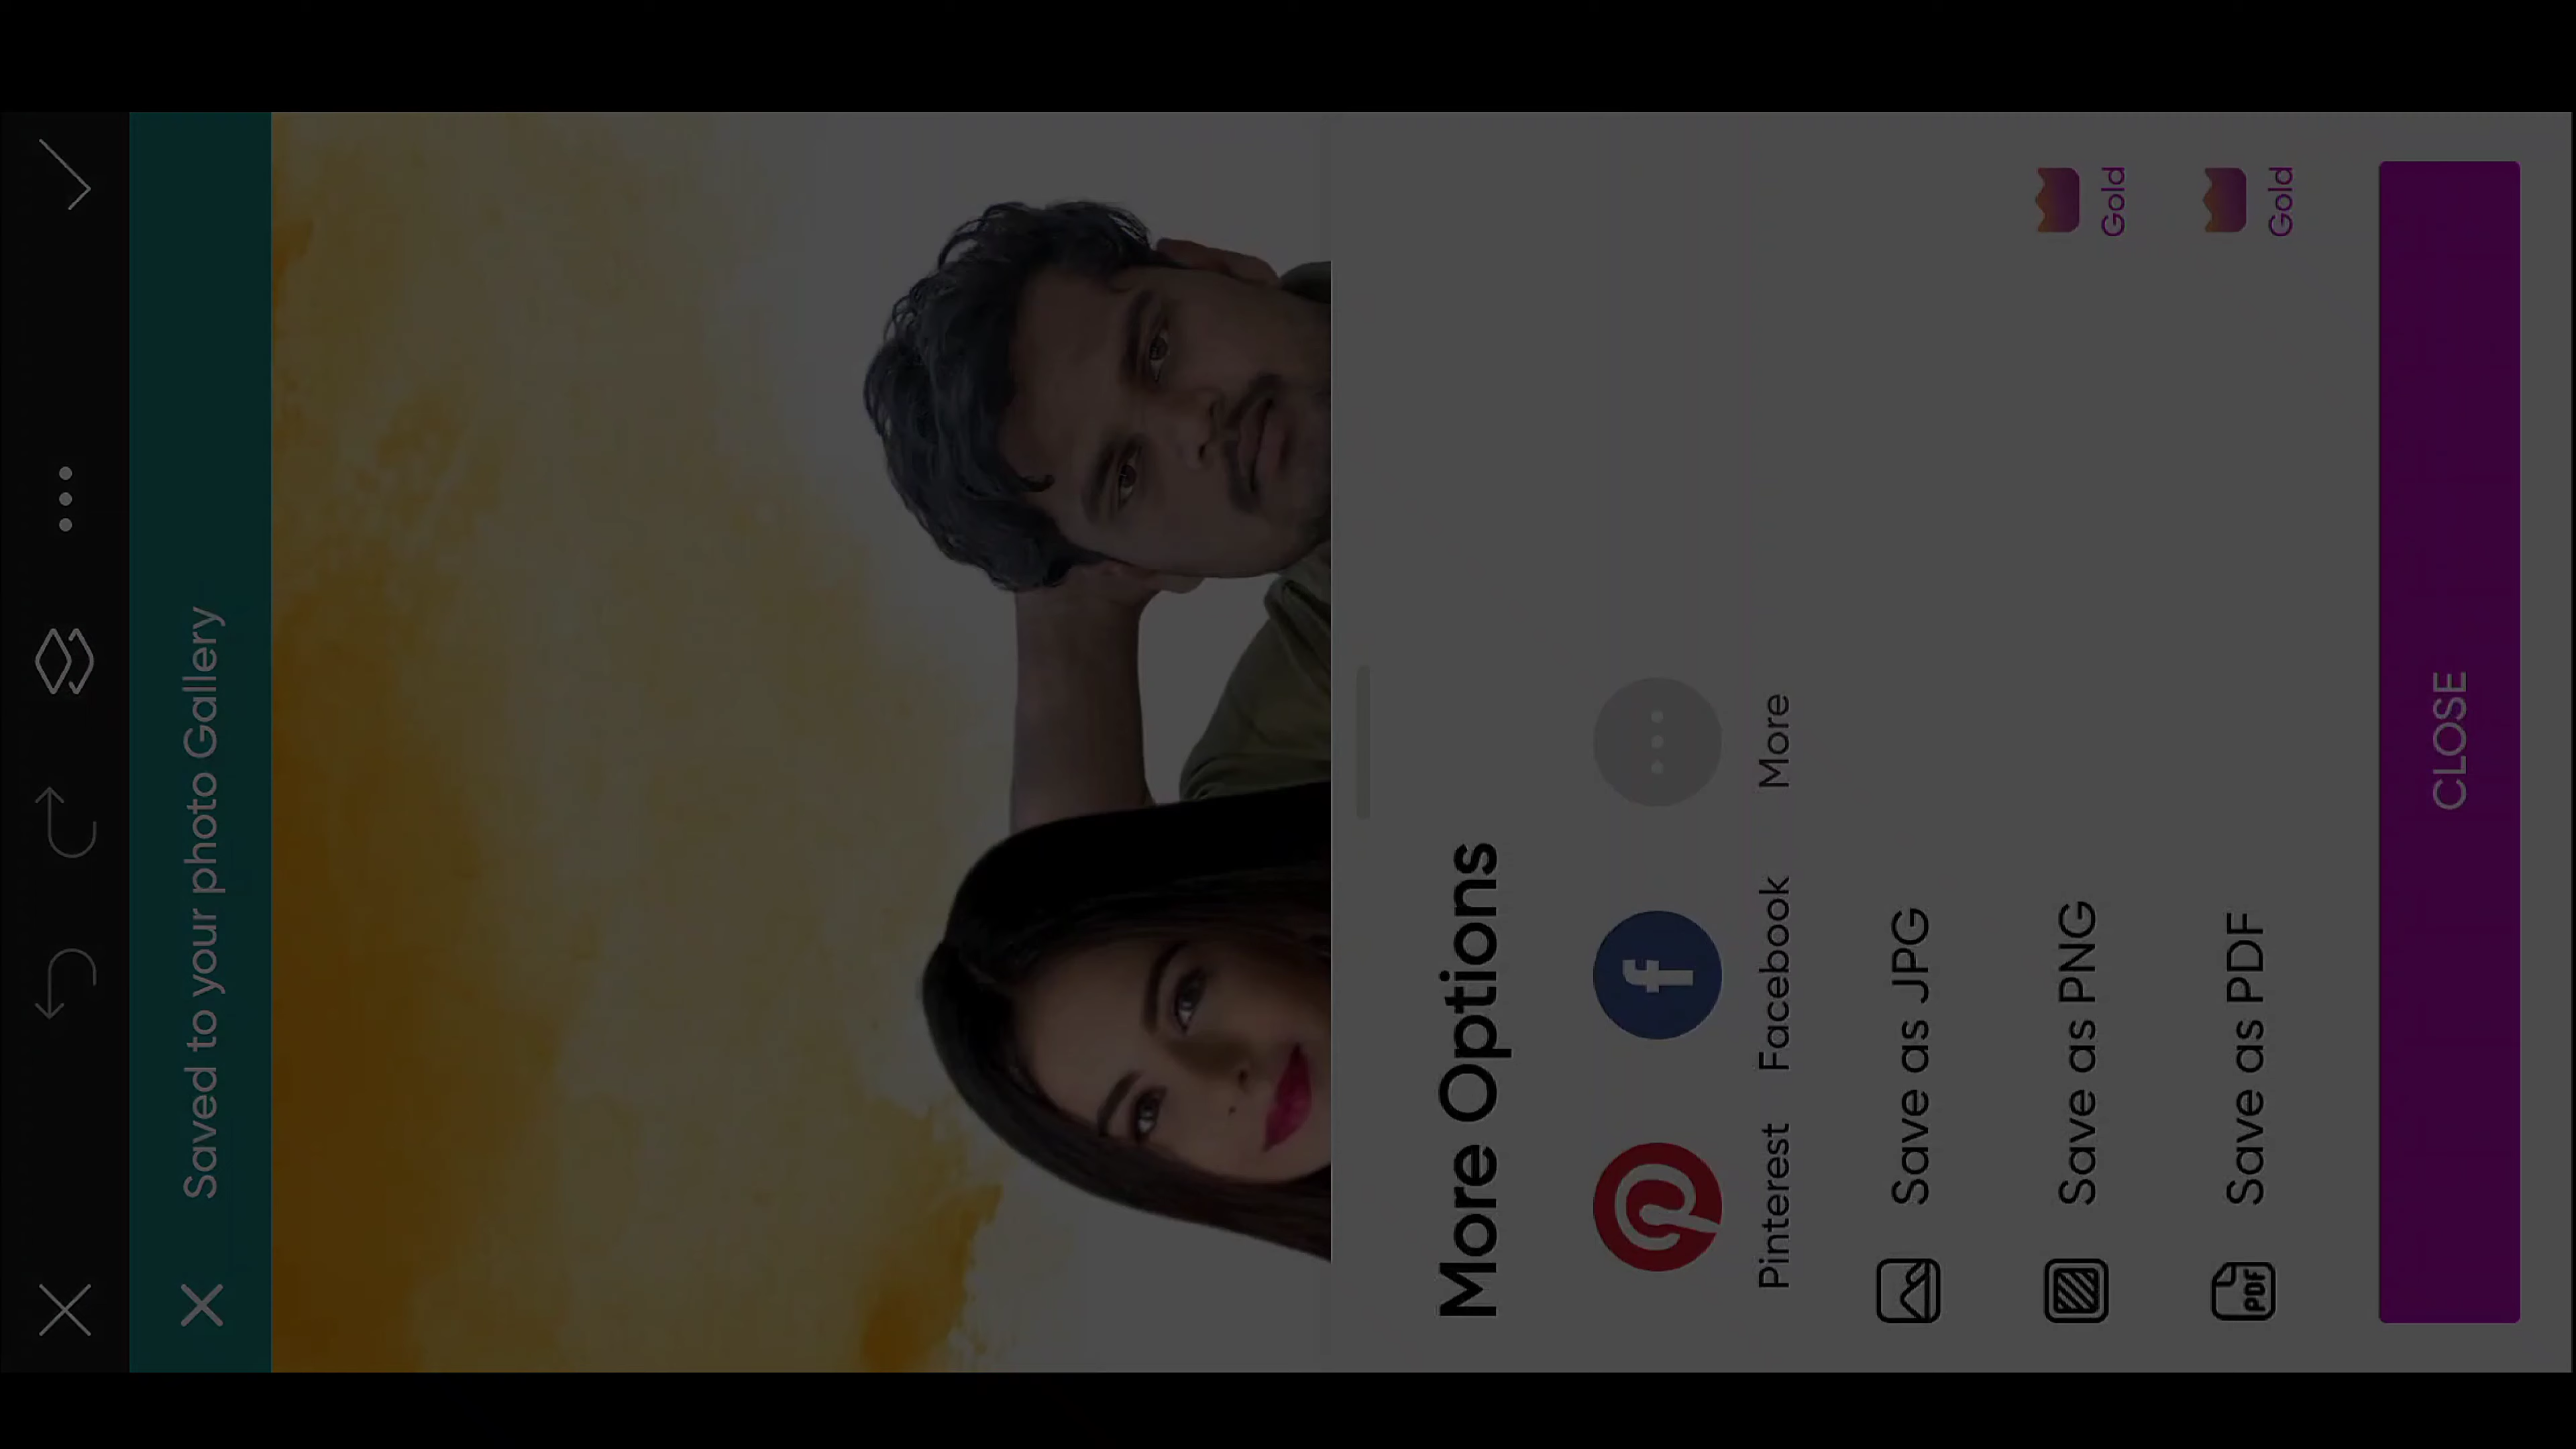 Saved to your photo Gallery
More Options
Pinterest
Facebook
More
Save as JPG
Save as PNG
Gold
Save as PDF
PDF
Gold
CLOSE